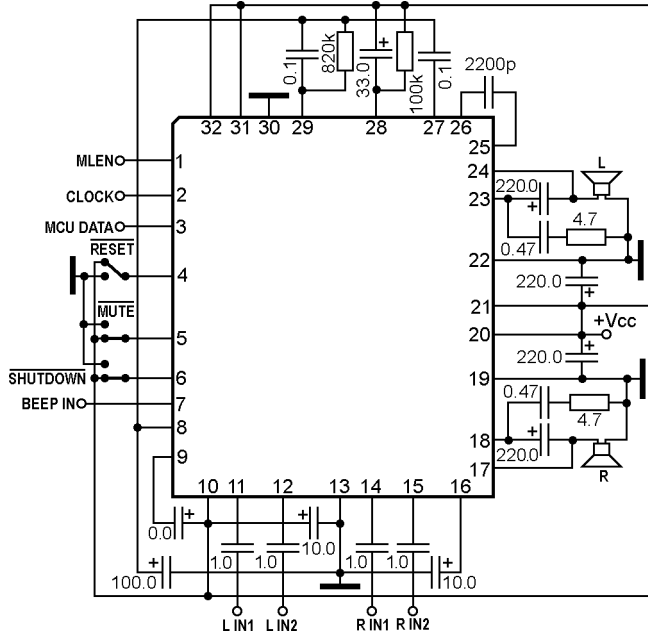 0.1
820k
33.0
100k
0.1
2200p
32 31 30 29 28 27 26
25
24
23
22
21
20
19
18
17
L
220.0
4.7
0.47
220.0
+Vcc
220.0
0.47
4.7
220.0
R
MLEN 1
CLOCK 2
MCU DATA 3
RESET
4
MUTE
5
SHUTDOWN 6
BEEP IN 7
8
9
10 11 12 13 14 15 16
0.0
10.0
100.0
1.0
1.0
1.0
1.0
10.0
L IN1 L IN2 R IN1 R IN2
+
+
+
+
+
+
+
+
+